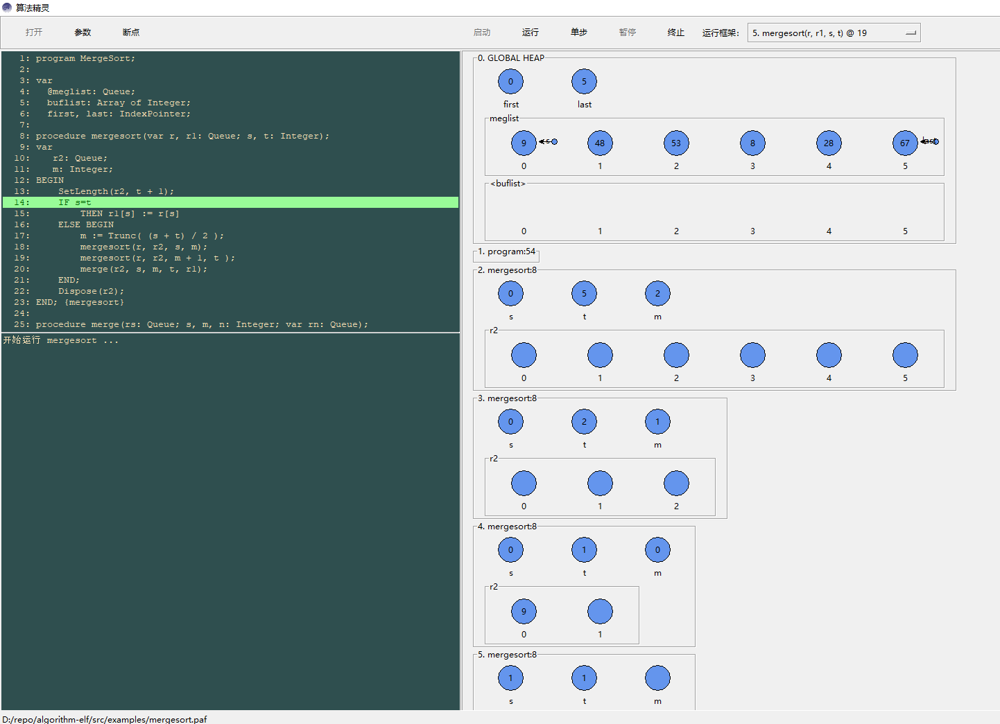 算法精灵
打开 参数 断点 启动 运行 单步 暂停 终止 运行框架: 5. mergesort(r, r1, s, t) @ 19
1: program MergeSort;
2:
3: var
4: @meglist: Queue;
5: buflist: Array of Integer;
6: first, last: IndexPointer;
7:
8: procedure mergesort(var r, r1: Queue; s, t: Integer);
9: var
10: r2: Queue;
11: m: Integer;
12: BEGIN
13: SetLength(r2, t + 1);
14: IF s=t
15: THEN r1[s] := r[s]
16: ELSE BEGIN
17: m := Trunc( (s + t) / 2 );
18: mergesort(r, r2, s, m);
19: mergesort(r, r2, m + 1, t );
20: merge(r2, s, m, t, r1);
21: END;
22: Dispose(r2);
23: END; {mergesort}
24:
25: procedure merge(rs: Queue; s, m, n: Integer; var rn: Queue);
开始运行 mergesort ...
0. GLOBAL HEAP
0 5
first last
meglist
9 48 53 8 28 67
0 1 2 3 4 5
<buflist>
0 1 2 3 4 5
1. program:54
2. mergesort:8
0 5 2
s t m
r2
0 1 2 3 4 5
3. mergesort:8
0 2 1
s t m
r2
0 1 2
4. mergesort:8
0 1 0
s t m
r2
9
0 1
5. mergesort:8
1 1
s t m
D:/repo/algorithm-elf/src/examples/mergesort.paf